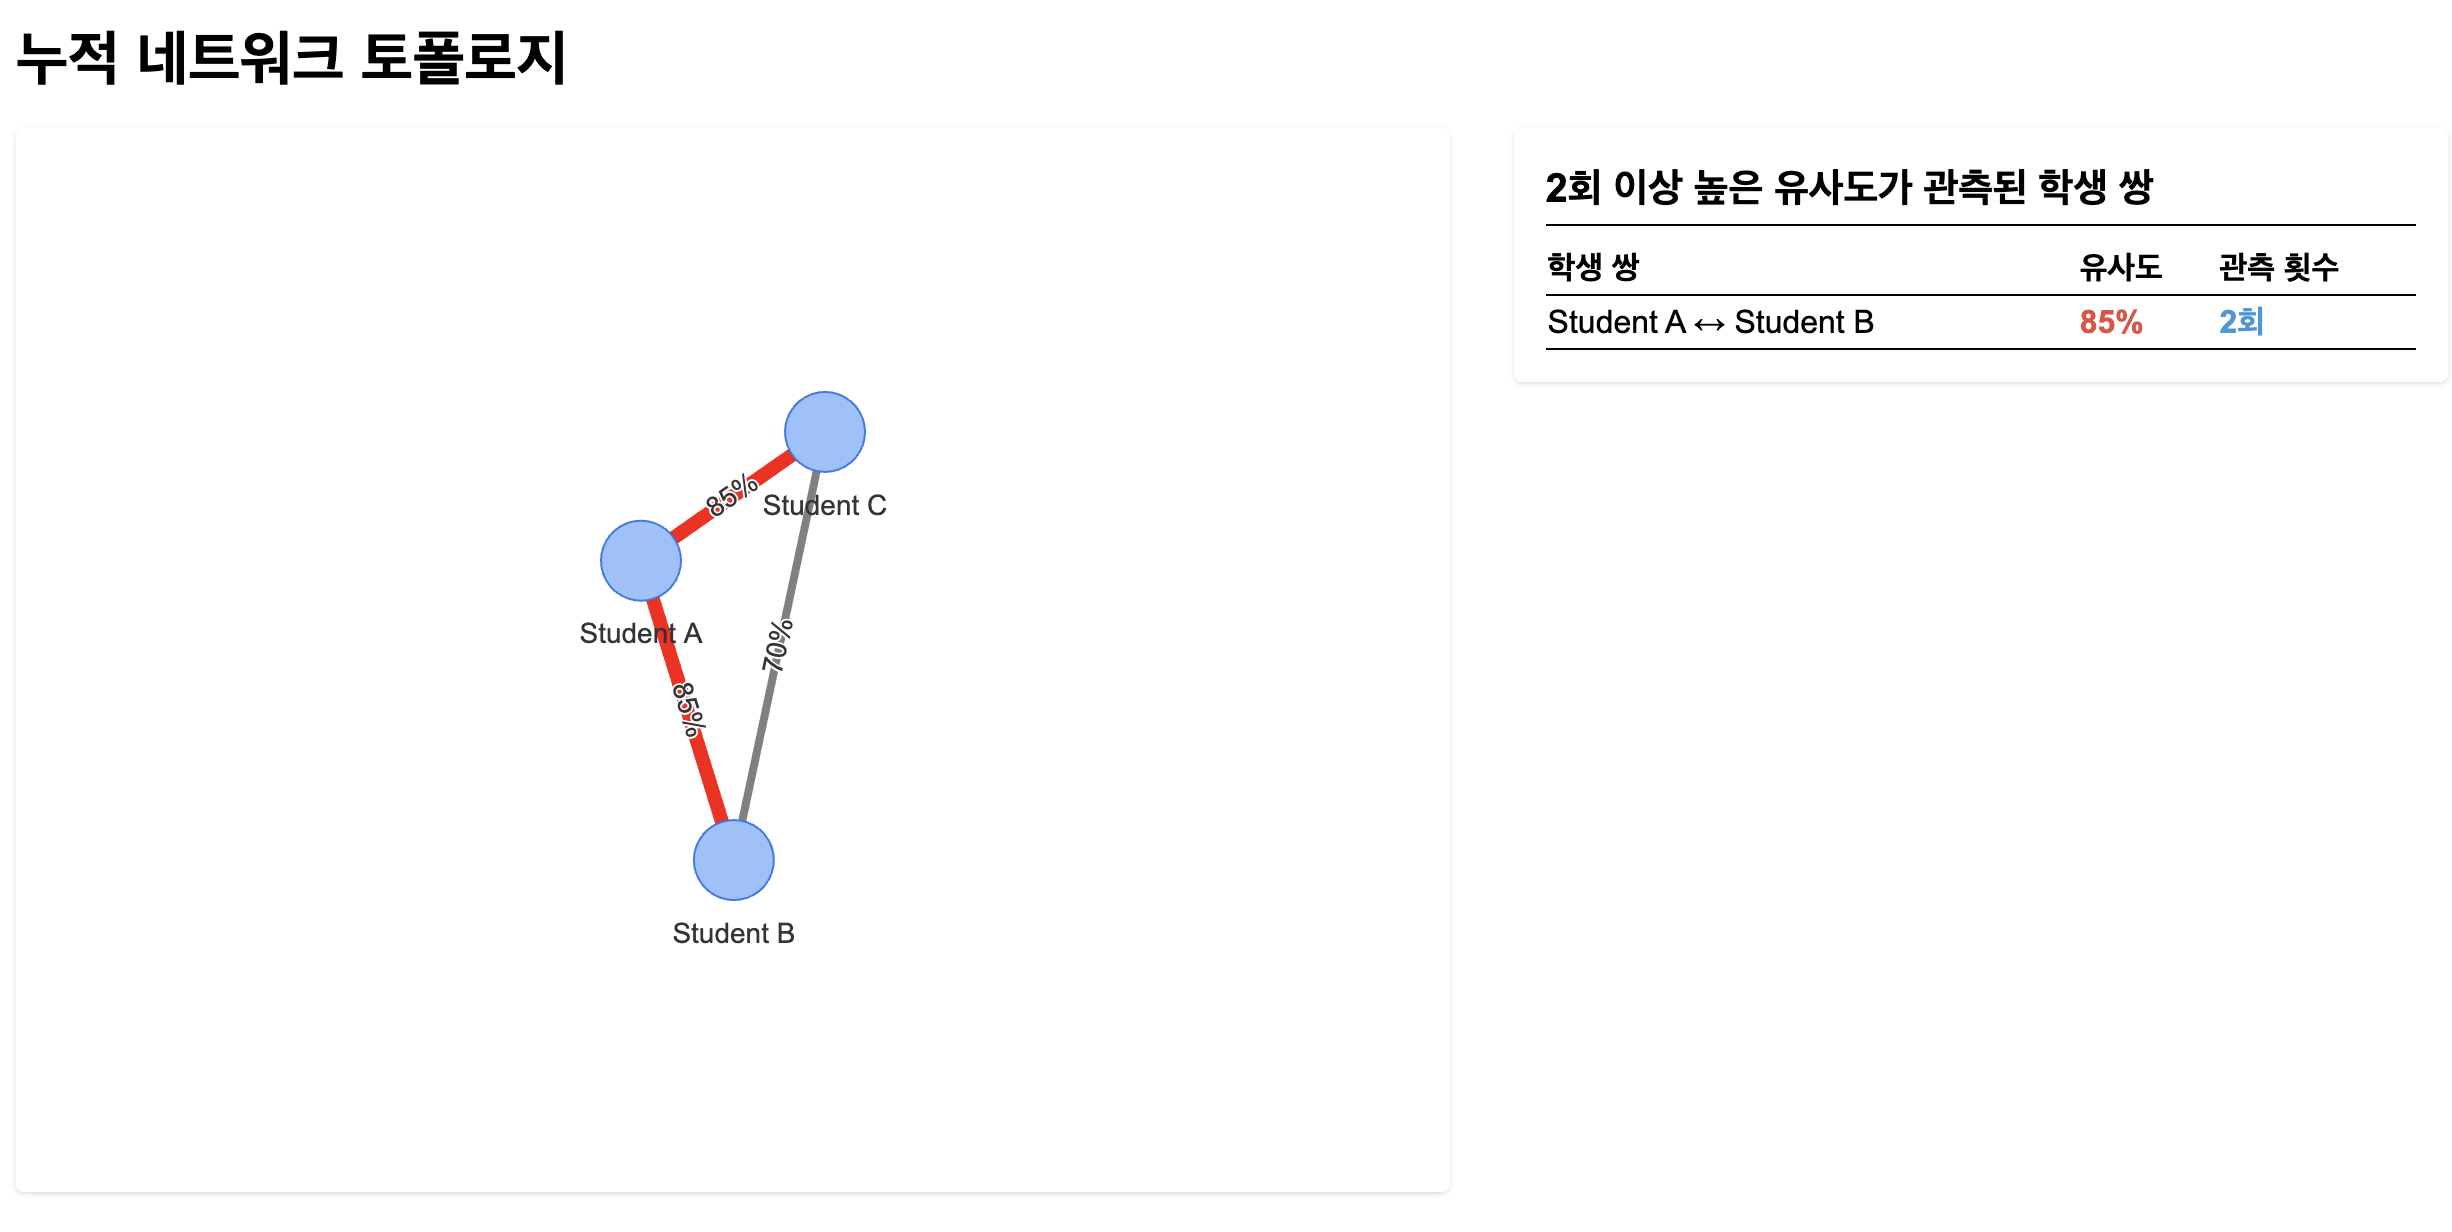 누적 네트워크 토폴로지
2회 이상 높은 유사도가 관측된 학생 쌍
학생 쌍 유사도 관측 횟수
Student A ↔ Student B 85% 2회
85%
Student C
Student A
70%
85%
Student B